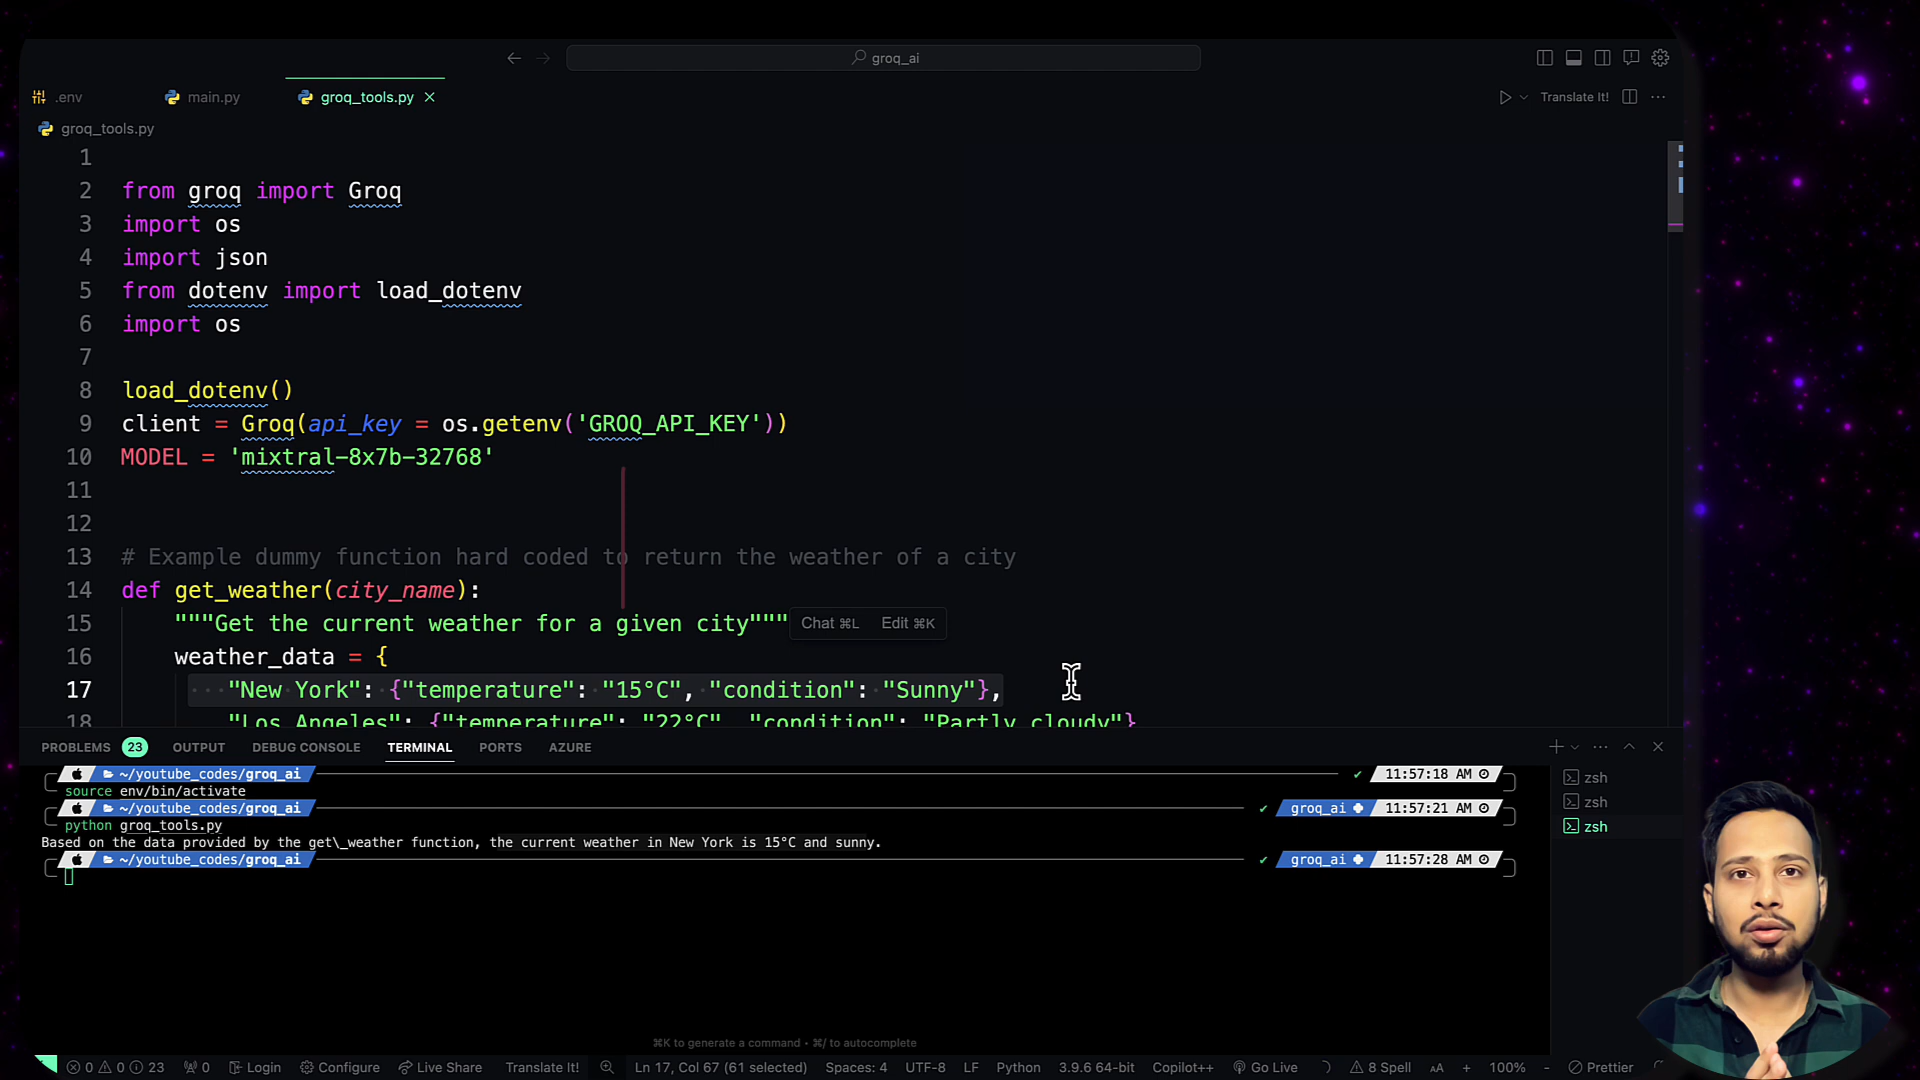 groq_ai
.env
main.py
groq_tools.py
Translate It!
groq_tools.py
1
2 from groq import Groq
3 import os
4 import json
5 from dotenv import load_dotenv
6 import os
7
8 load_dotenv()
9 client = Groq(api_key = os.getenv('GROQ_API_KEY'))
10 MODEL = 'mixtral-8x7b-32768'
11
12
13 # Example dummy function hard coded to return the weather of a city
14 def get_weather(city_name):
15 """Get the current weather for a given city""" Chat ⌘L Edit ⌘K
16 weather_data = {
17 "New York": {"temperature": "15°C", "condition": "Sunny"},
18 "Los Angeles": {"temperature": "22°C", "condition": "Partly cloudy"}
PROBLEMS 23 OUTPUT DEBUG CONSOLE TERMINAL PORTS AZURE
~/youtube_codes/groq_ai 11:57:18 AM
source env/bin/activate
~/youtube_codes/groq_ai groq_ai 11:57:21 AM
python groq_tools.py
Based on the data provided by the get\_weather function, the current weather in New York is 15°C and sunny.
~/youtube_codes/groq_ai groq_ai 11:57:28 AM
zsh
zsh
zsh
⌘K to generate a command • ⌘/ to autocomplete
0 0 23 0 Login Configure Live Share Translate It! Ln 17, Col 67 (61 selected) Spaces: 4 UTF-8 LF Python 3.9.6 64-bit Copilot++ Go Live 8 Spell AA + 100% - Prettier